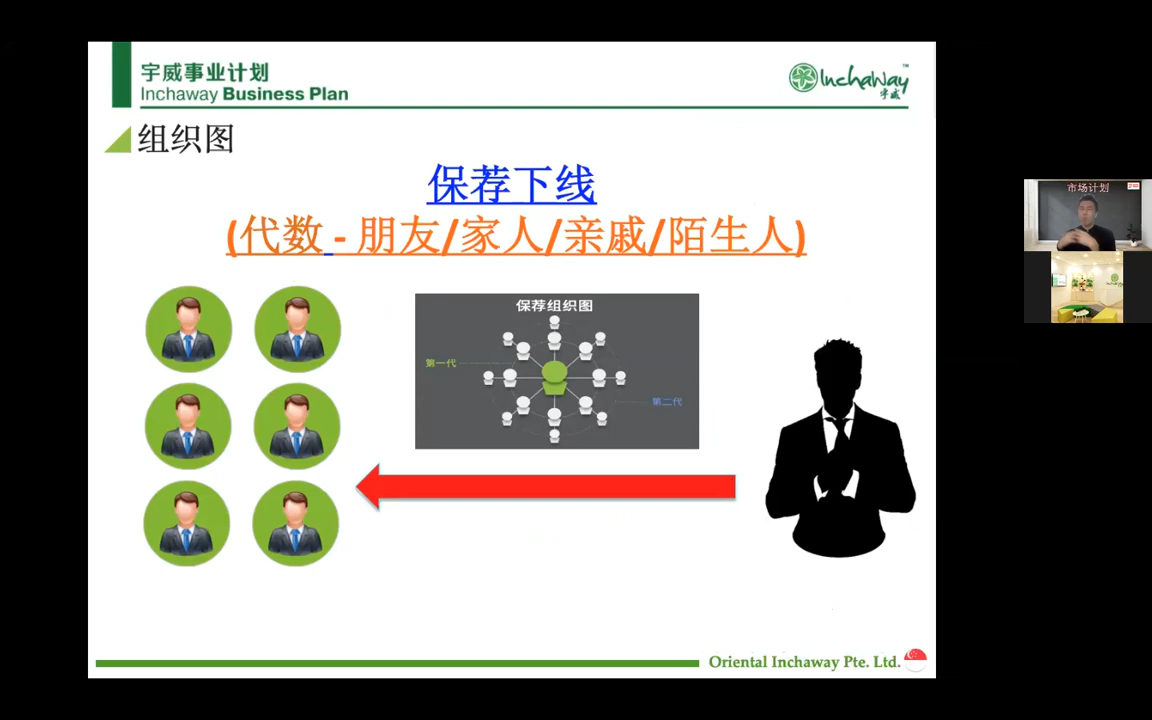 宇威事业计划
Inchaway Business Plan
Inchaway™
宇威
组织图
保荐下线
(代数 - 朋友/家人/亲戚/陌生人)
保荐组织图
第一代
第二代
Oriental Inchaway Pte. Ltd.
市场计划